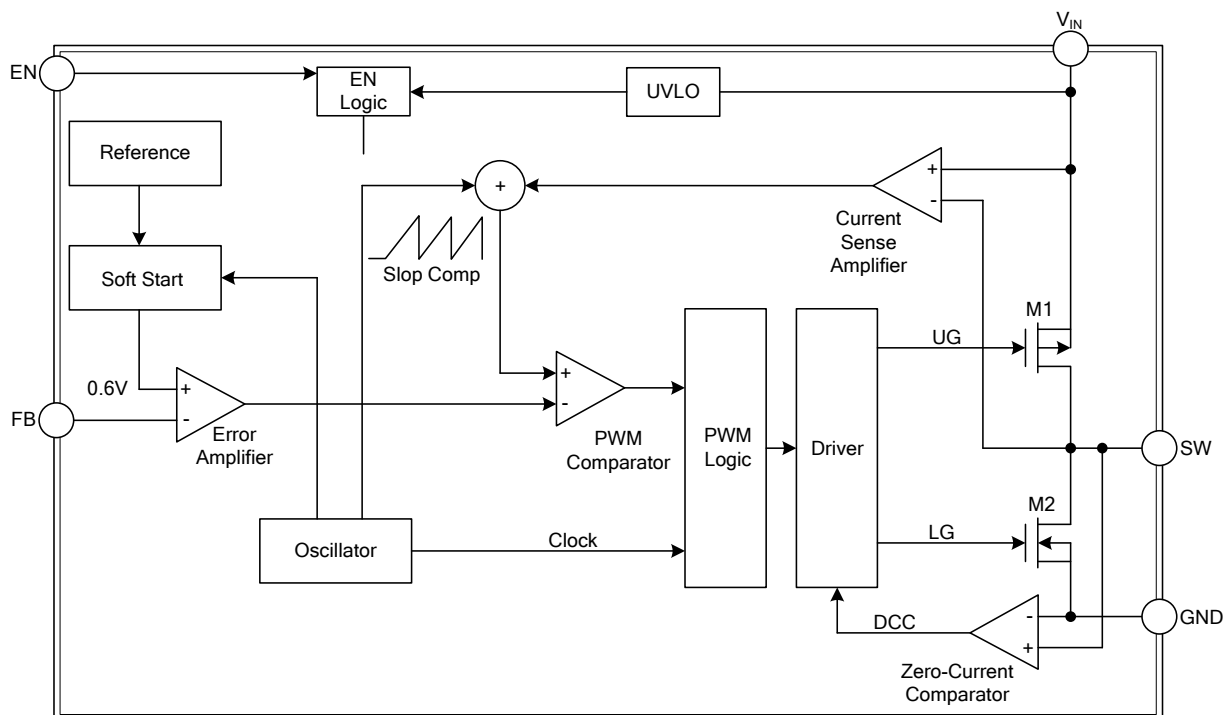 V_IN
EN
EN
Logic
UVLO
Reference
+
+
-
Current
Sense
Amplifier
Slop Comp
Soft Start
M1
UG
0.6V
+
-
+
-
FB
Error
Amplifier
PWM
Comparator
PWM
Logic
Driver
SW
M2
Oscillator
Clock
LG
DCC
-
+
GND
Zero-Current
Comparator